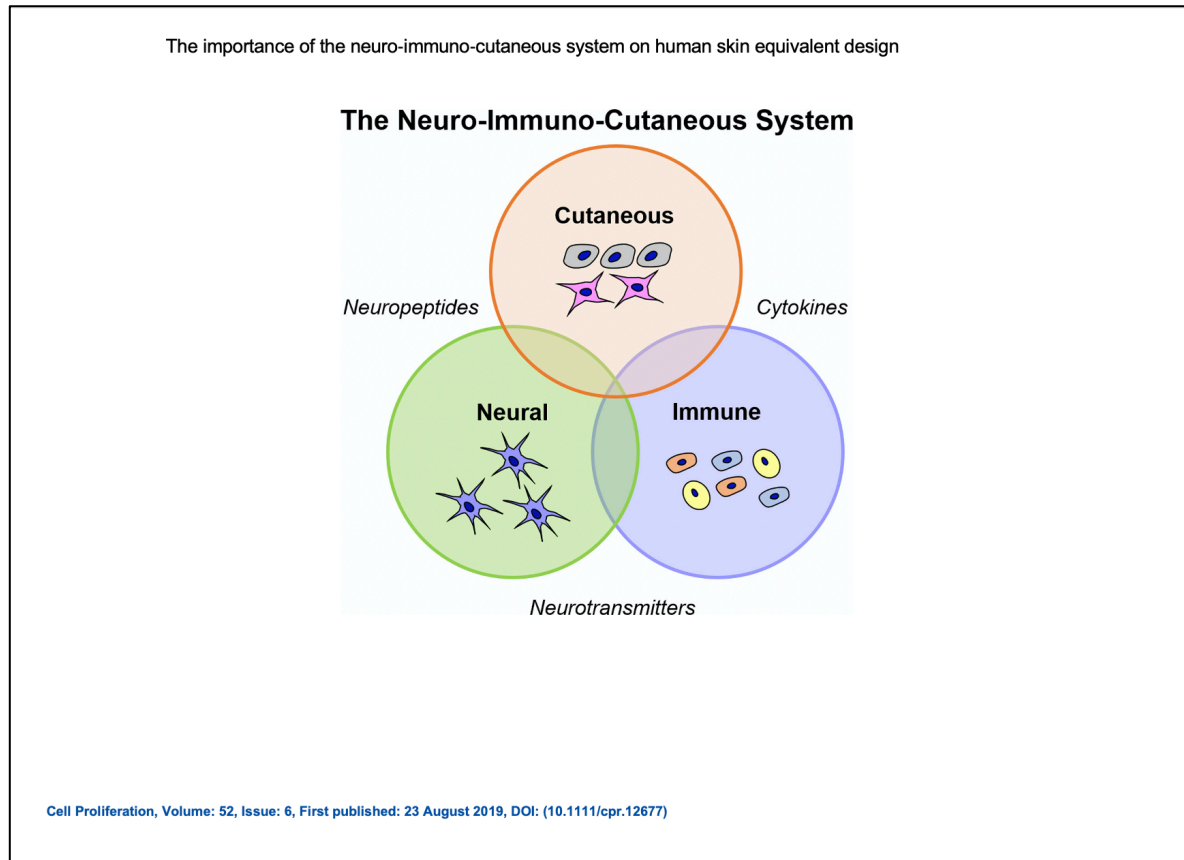 The importance of the neuro-immuno-cutaneous system on human skin equivalent design
The Neuro-Immuno-Cutaneous System
Cutaneous
Neuropeptides
Cytokines
Neural
Immune
Neurotransmitters
Cell Proliferation, Volume: 52, Issue: 6, First published: 23 August 2019, DOI: (10.1111/cpr.12677)